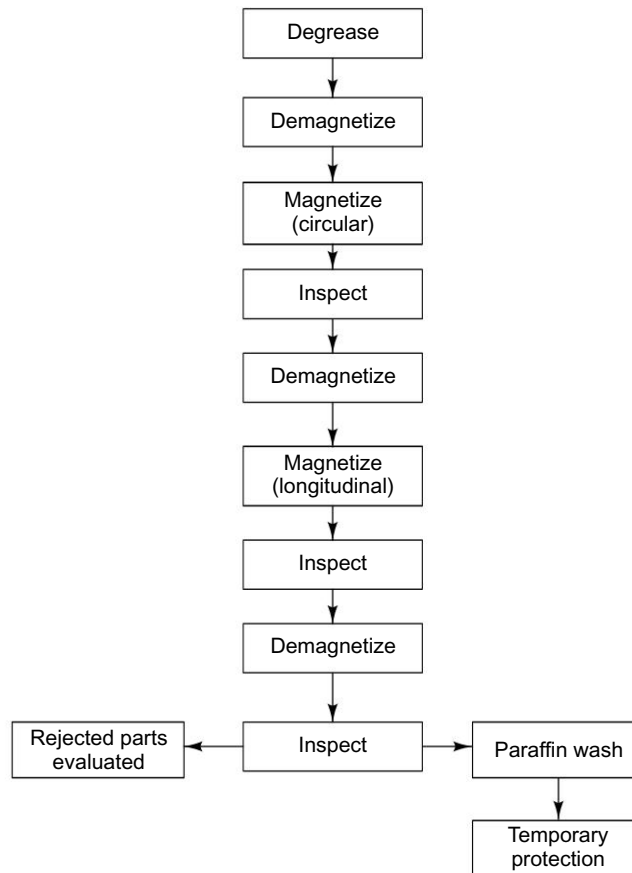 Degrease
Demagnetize
Magnetize
(circular)
Inspect
Demagnetize
Magnetize
(longitudinal)
Inspect
Demagnetize
Rejected parts
evaluated
Inspect
Paraffin wash
Temporary
protection